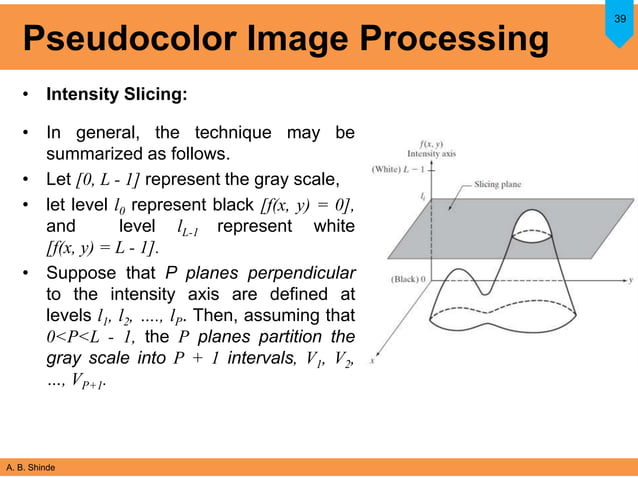 39
Pseudocolor Image Processing
• Intensity Slicing:
• In general, the technique may be
summarized as follows.
• Let [0, L - 1] represent the gray scale,
• let level l0 represent black [f(x, y) = 0],
and level lL-1 represent white
[f(x, y) = L - 1].
• Suppose that P planes perpendicular
to the intensity axis are defined at
levels l1, l2, …., lP. Then, assuming that
0<P<L - 1, the P planes partition the
gray scale into P + 1 intervals, V1, V2,
…, VP+1.
f(x, y)
Intensity axis
(White) L − 1
li
Slicing plane
(Black) 0
y
x
A. B. Shinde